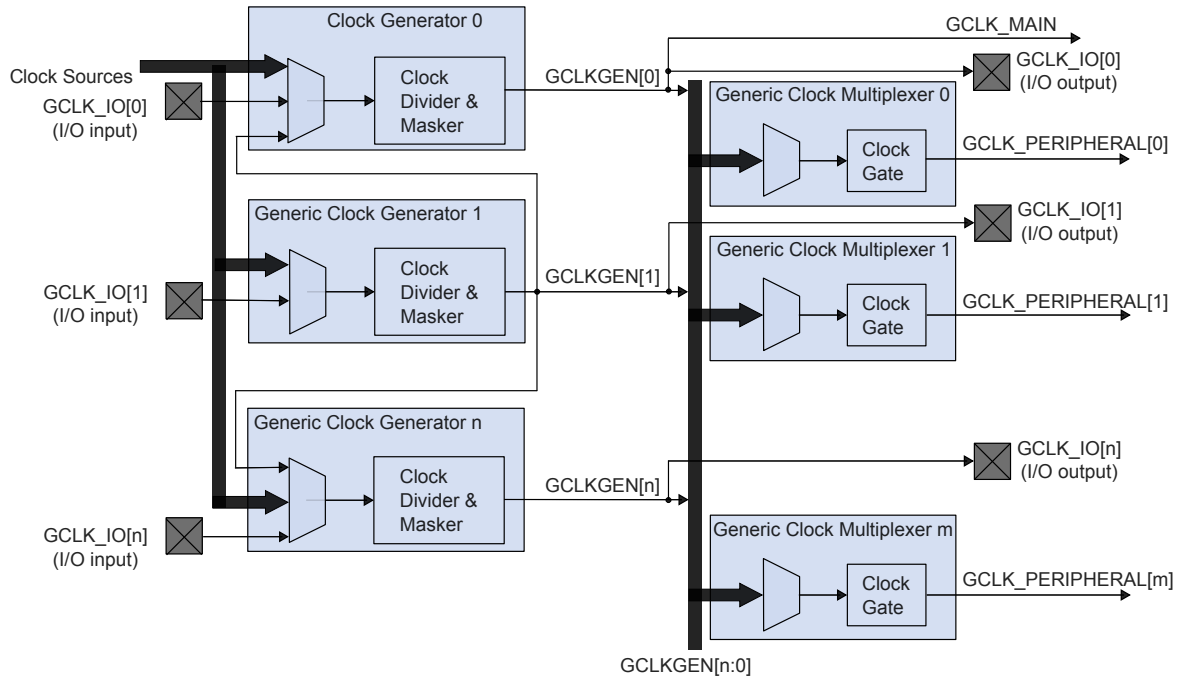 Clock Generator 0
GCLK_MAIN
Clock Sources
GCLK_IO[0]
(I/O input)
Clock
Divider &
Masker
GCLKGEN[0]
GCLK_IO[0]
(I/O output)
Generic Clock Multiplexer 0
Clock
Gate
GCLK_PERIPHERAL[0]
Generic Clock Generator 1
GCLK_IO[1]
(I/O input)
Clock
Divider &
Masker
GCLKGEN[1]
GCLK_IO[1]
(I/O output)
Generic Clock Multiplexer 1
Clock
Gate
GCLK_PERIPHERAL[1]
Generic Clock Generator n
GCLK_IO[n]
(I/O input)
Clock
Divider &
Masker
GCLKGEN[n]
GCLK_IO[n]
(I/O output)
Generic Clock Multiplexer m
Clock
Gate
GCLK_PERIPHERAL[m]
GCLKGEN[n:0]